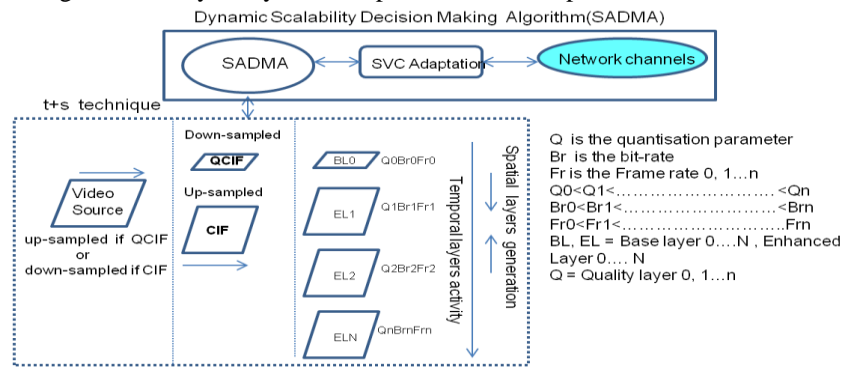 Dynamic Scalability Decision Making Algorithm(SADMA)
SADMA
SVC Adaptation
Network channels
t+s technique
Video
Source
up-sampled if QCIF
or
down-sampled if CIF
Down-sampled
QCIF
Up-sampled
CIF
BL0
Q0Br0Fr0
EL1
Q1Br1Fr1
EL2
Q2Br2Fr2
ELN
QnBrnFrn
Temporal layers activity
Spatial layers generation
Q is the quantisation parameter
Br is the bit-rate
Fr is the Frame rate 0, 1...n
Q0<Q1<............................ <Qn
Br0<Br1<............................<Brn
Fr0<Fr1<.............................Frn
BL, EL = Base layer 0....N , Enhanced
Layer 0.... N
Q = Quality layer 0, 1...n